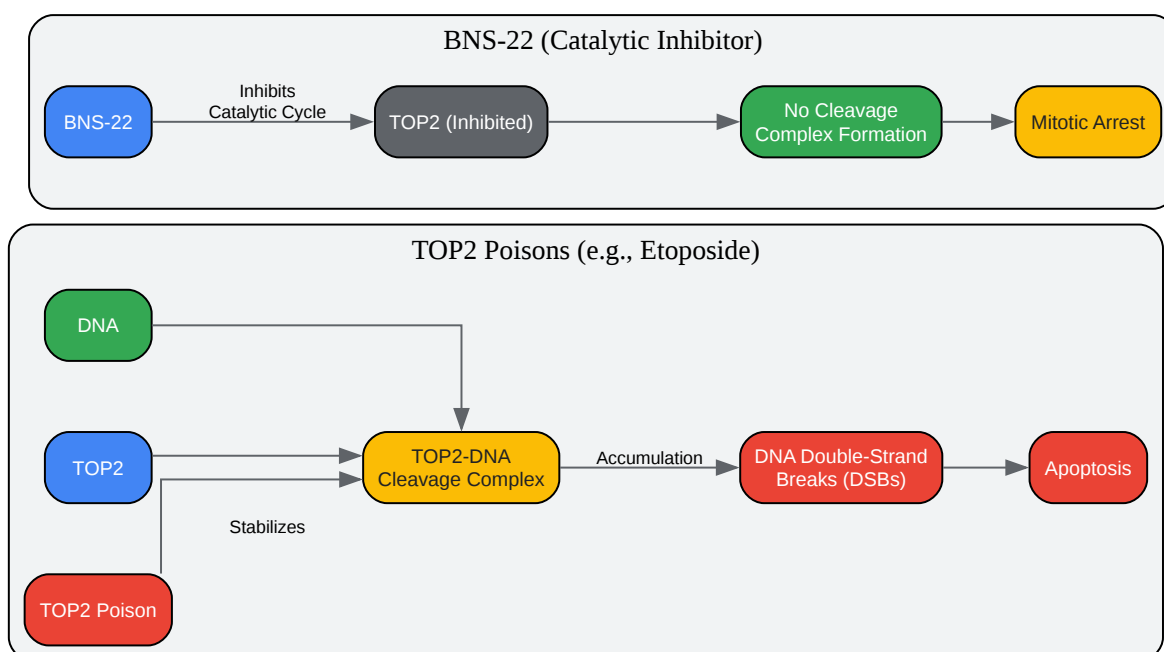 BNS-22 (Catalytic Inhibitor)
BNS-22
Inhibits
Catalytic Cycle
TOP2 (Inhibited)
No Cleavage
Complex Formation
Mitotic Arrest
TOP2 Poisons (e.g., Etoposide)
DNA
TOP2
TOP2-DNA
Cleavage Complex
Accumulation
DNA Double-Strand
Breaks (DSBs)
Apoptosis
Stabilizes
TOP2 Poison